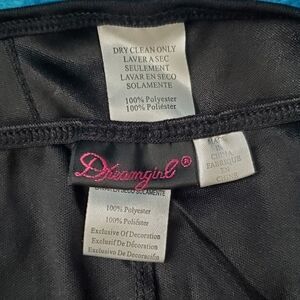 DRY CLEAN ONLY
LAVER A SEC
SEULEMENT
LAVAR EN SECO
SOLAMENTE
100% Polyester
100% Poliéster
Dreamgirl®
MADE
IN
CHINA
FABRIQUE
EN
CHINE
SOLAMENTE
100% Polyester
100% Poliéster
Exclusive Of Decoration
Exclusif De Décoration
Exclusivo De Decoración